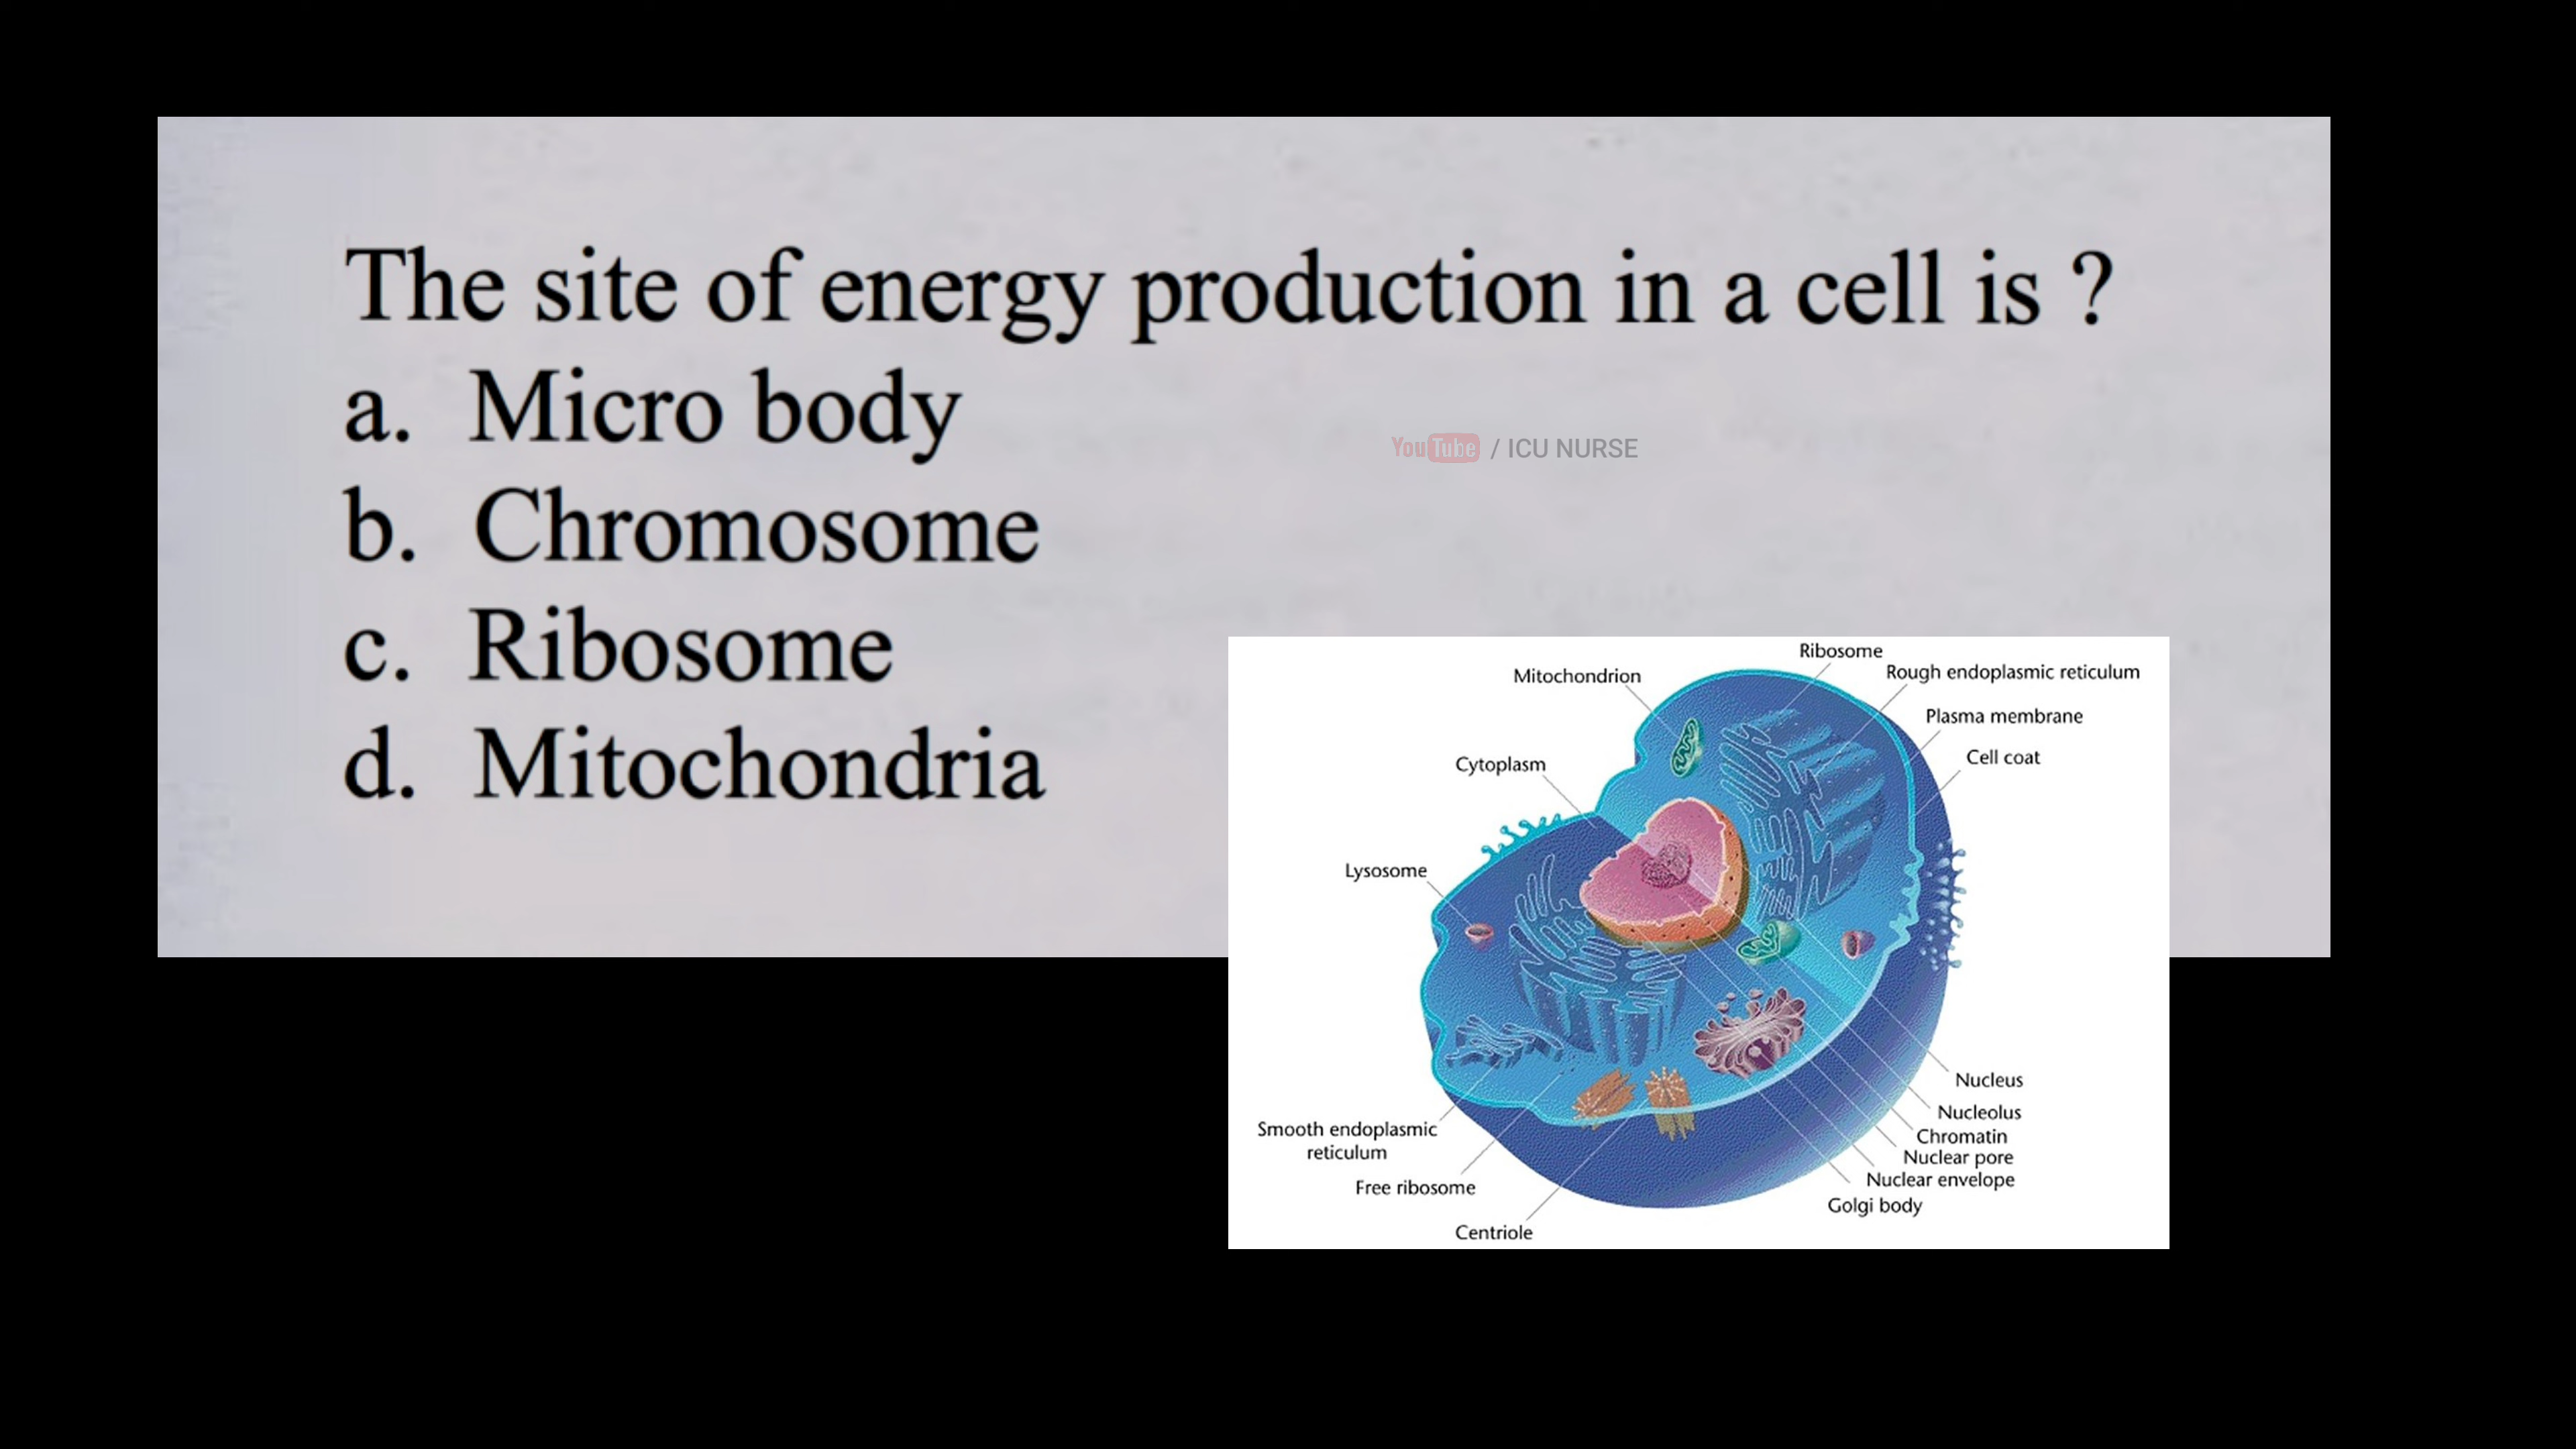 The site of energy production in a cell is ?
a. Micro body
b. Chromosome
c. Ribosome
d. Mitochondria
YouTube / ICU NURSE
Ribosome
Mitochondrion
Rough endoplasmic reticulum
Plasma membrane
Cell coat
Cytoplasm
Lysosome
Nucleus
Nucleolus
Chromatin
Nuclear pore
Nuclear envelope
Golgi body
Smooth endoplasmic
reticulum
Free ribosome
Centriole